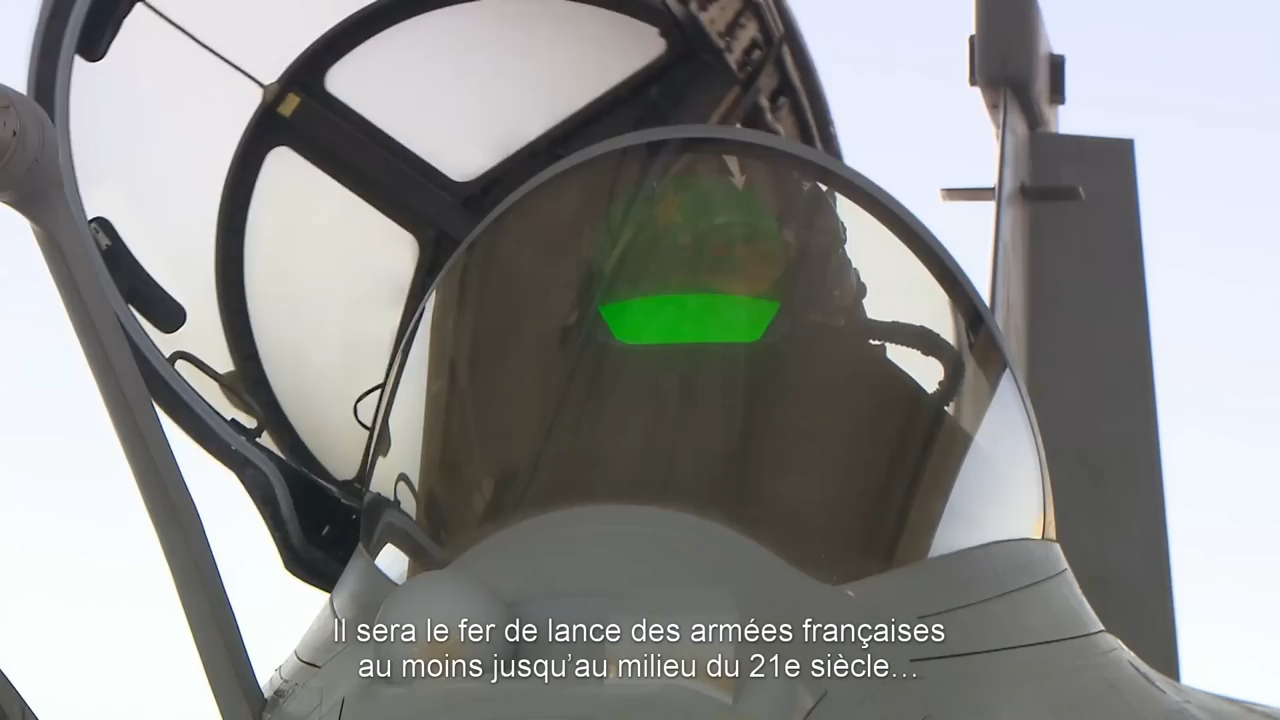 Il sera le fer de lance des armées françaises
au moins jusqu’au milieu du 21e siècle…